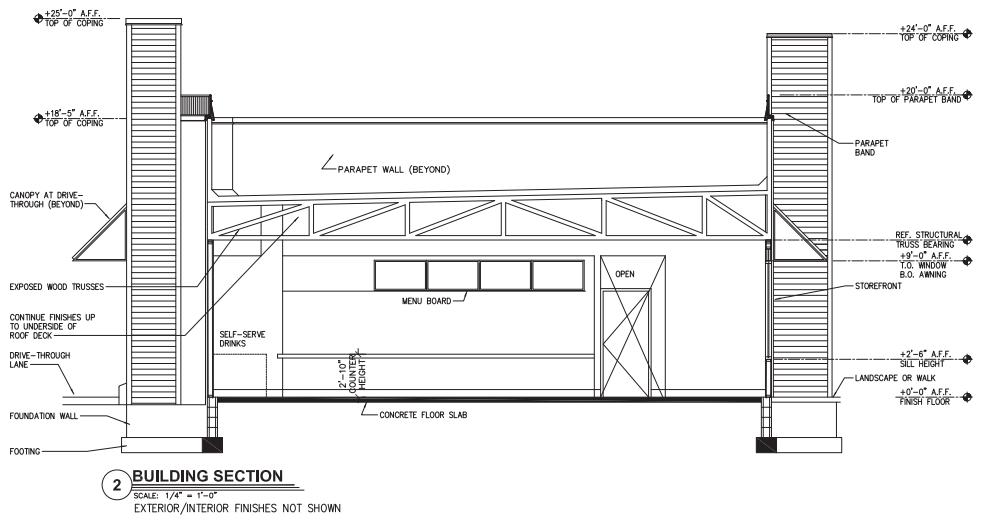 +25'-0" A.F.F.
TOP OF COPING
+24'-0" A.F.F.
TOP OF COPING
+20'-0" A.F.F.
TOP OF PARAPET BAND
+18'-5" A.F.F.
TOP OF COPING
PARAPET
BAND
PARAPET WALL (BEYOND)
CANOPY AT DRIVE-
THROUGH (BEYOND)
REF. STRUCTURAL
TRUSS BEARING
+9'-0" A.F.F.
T.O. WINDOW
B.O. AWNING
OPEN
EXPOSED WOOD TRUSSES
STOREFRONT
MENU BOARD
CONTINUE FINISHES UP
TO UNDERSIDE OF
ROOF DECK
SELF-SERVE
DRINKS
DRIVE-THROUGH
LANE
2'-10"
COUNTER
HEIGHT
+2'-6" A.F.F.
SILL HEIGHT
LANDSCAPE OR WALK
+0'-0" A.F.F.
FINISH FLOOR
FOUNDATION WALL
CONCRETE FLOOR SLAB
FOOTING
2 BUILDING SECTION
SCALE: 1/4" = 1'-0"
EXTERIOR/INTERIOR FINISHES NOT SHOWN